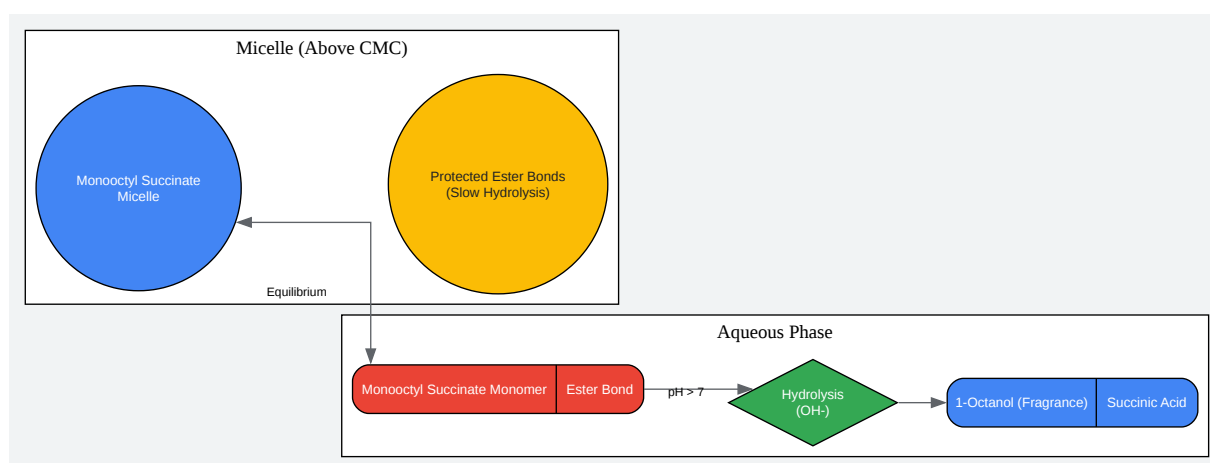 Micelle (Above CMC)
Monooctyl Succinate
Micelle
Protected Ester Bonds
(Slow Hydrolysis)
Equilibrium
Aqueous Phase
Monooctyl Succinate Monomer
Ester Bond
pH > 7
Hydrolysis
(OH-)
1-Octanol (Fragrance)
Succinic Acid